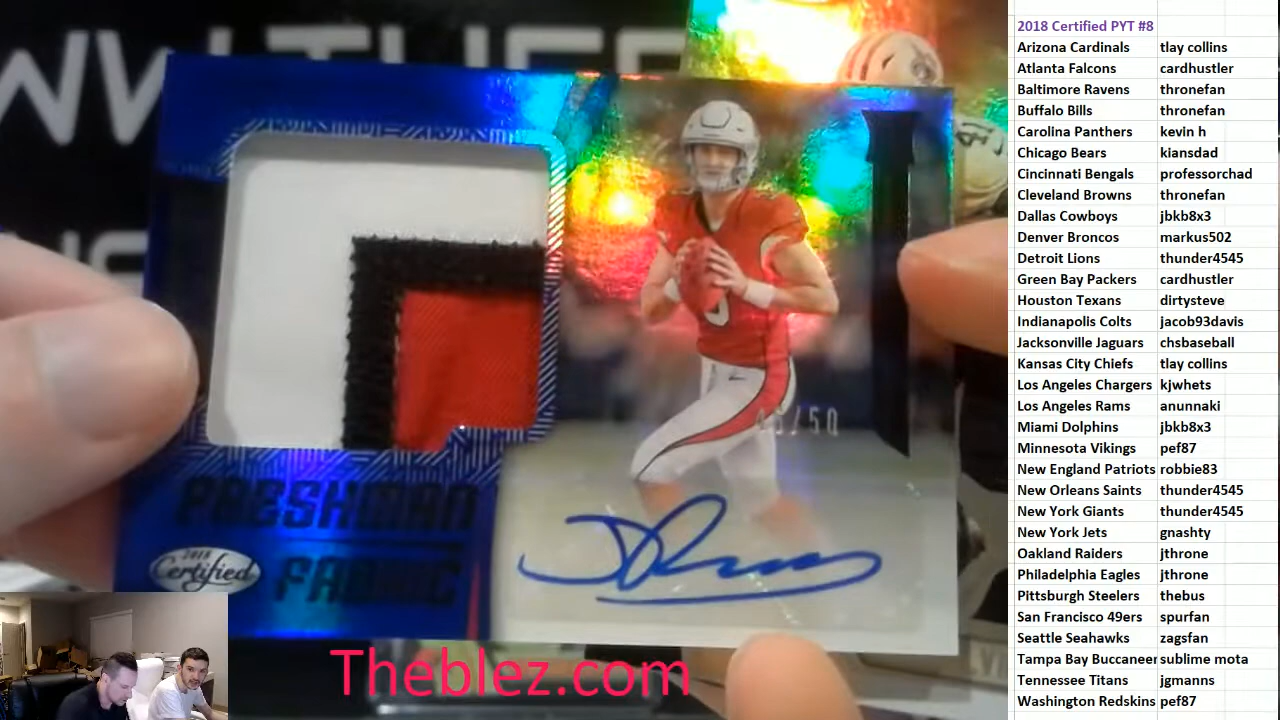 FRESHMAN
2018
Certified
FABRIC
/50
Theblez.com
2018 Certified PYT #8
Arizona Cardinals tlay collins
Atlanta Falcons cardhustler
Baltimore Ravens thronefan
Buffalo Bills thronefan
Carolina Panthers kevin h
Chicago Bears kiansdad
Cincinnati Bengals professorchad
Cleveland Browns thronefan
Dallas Cowboys jbkb8x3
Denver Broncos markus502
Detroit Lions thunder4545
Green Bay Packers cardhustler
Houston Texans dirtysteve
Indianapolis Colts jacob93davis
Jacksonville Jaguars chsbaseball
Kansas City Chiefs tlay collins
Los Angeles Chargers kjwhets
Los Angeles Rams anunnaki
Miami Dolphins jbkb8x3
Minnesota Vikings pef87
New England Patriots robbie83
New Orleans Saints thunder4545
New York Giants thunder4545
New York Jets gnashty
Oakland Raiders jthrone
Philadelphia Eagles jthrone
PIttsburgh Steelers thebus
San Francisco 49ers spurfan
Seattle Seahawks zagsfan
Tampa Bay Buccaneer sublime mota
Tennessee Titans jgmanns
Washington Redskins pef87